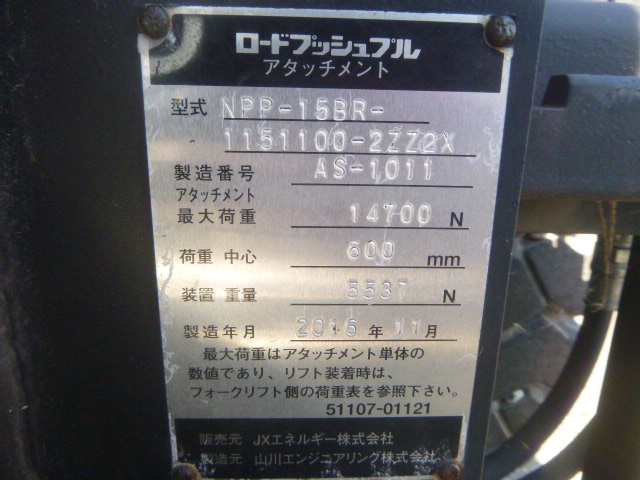 ロードプッシュプル
アタッチメント
型式 NPP-15BR-
1151100-2ZZ2X
製造番号 AS-1011
アタッチメント
最大荷重 14700 N
荷重 中心 600 mm
装置 重量 5537 N
製造年月 2016 年 11 月
最大荷重はアタッチメント単体の
数値であり、リフト装着時は、
フォークリフト側の荷重表を参照下さい。
51107-01121
販売元 JXエネルギー株式会社
製造元 山川エンジニアリング株式会社